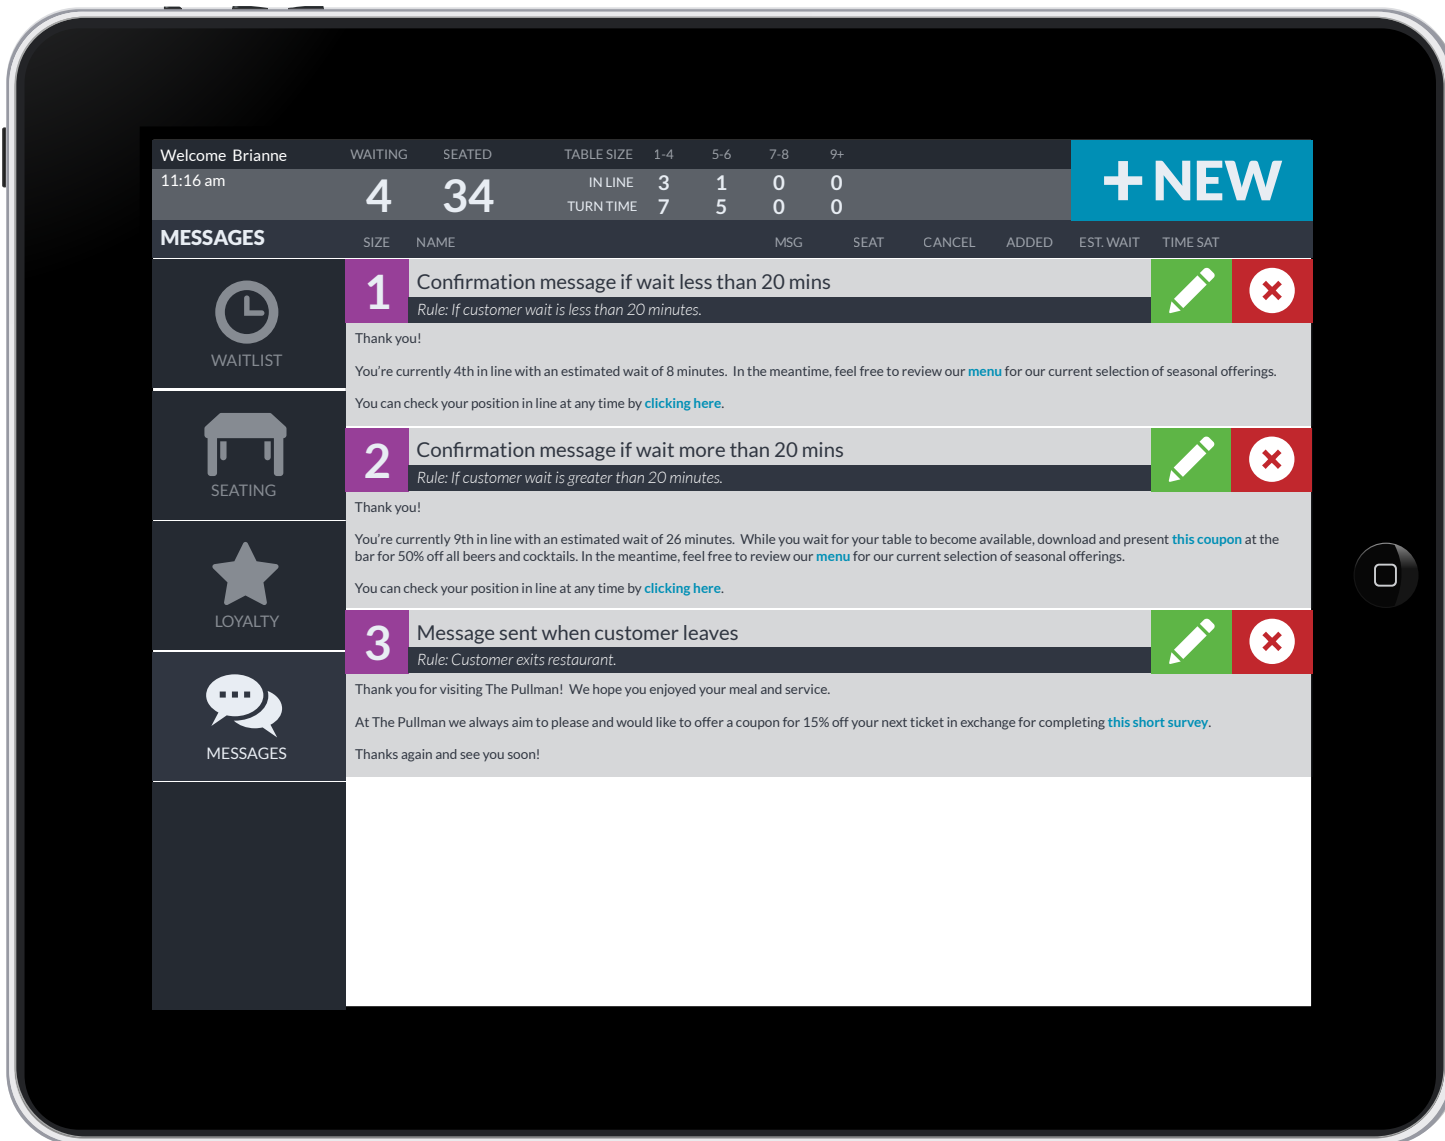 Welcome Brianne WAITING SEATED TABLE SIZE 1-4 5-6 7-8 9+
11:16 am 4 34 IN LINE 3 1 0 0
TURN TIME 7 5 0 0
+ NEW
MESSAGES SIZE NAME MSG SEAT CANCEL ADDED EST. WAIT TIME SAT
WAITLIST
SEATING
LOYALTY
MESSAGES
1 Confirmation message if wait less than 20 mins
Rule: If customer wait is less than 20 minutes.
Thank you!
You're currently 4th in line with an estimated wait of 8 minutes. In the meantime, feel free to review our menu for our current selection of seasonal offerings.
You can check your position in line at any time by clicking here.
2 Confirmation message if wait more than 20 mins
Rule: If customer wait is greater than 20 minutes.
Thank you!
You're currently 9th in line with an estimated wait of 26 minutes. While you wait for your table to become available, download and present this coupon at the
bar for 50% off all beers and cocktails. In the meantime, feel free to review our menu for our current selection of seasonal offerings.
You can check your position in line at any time by clicking here.
3 Message sent when customer leaves
Rule: Customer exits restaurant.
Thank you for visiting The Pullman! We hope you enjoyed your meal and service.
At The Pullman we always aim to please and would like to offer a coupon for 15% off your next ticket in exchange for completing this short survey.
Thanks again and see you soon!